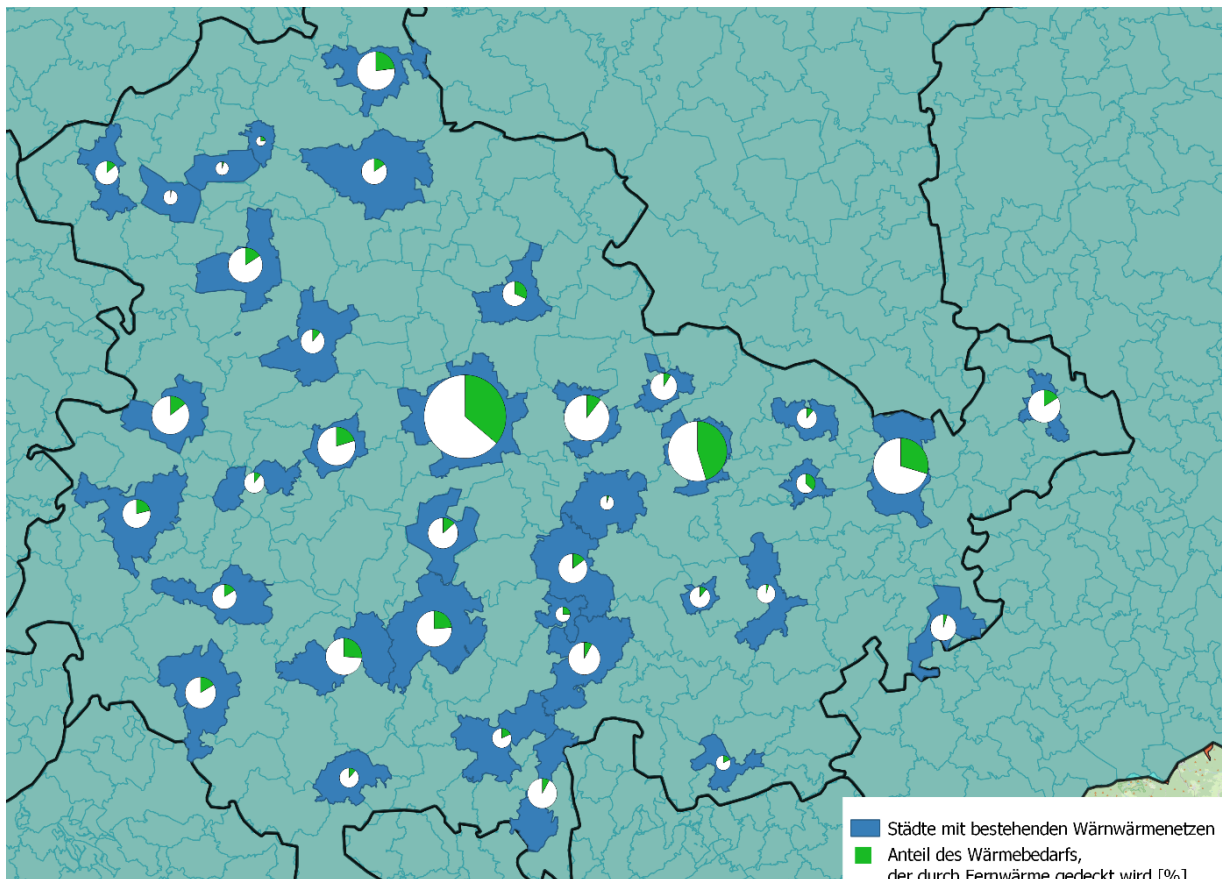 Städte mit bestehenden Wärnwärmenetzen
Anteil des Wärmebedarfs,
der durch Fernwärme gedeckt wird [%]